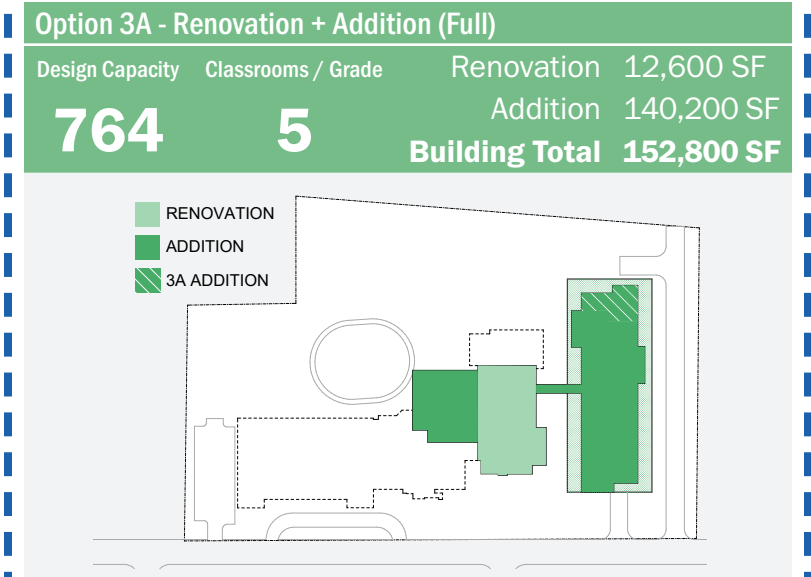 Option 3A - Renovation + Addition (Full)
Design Capacity
764
Classrooms / Grade
5
Renovation 12,600 SF
Addition 140,200 SF
Building Total 152,800 SF
RENOVATION
ADDITION
3A ADDITION